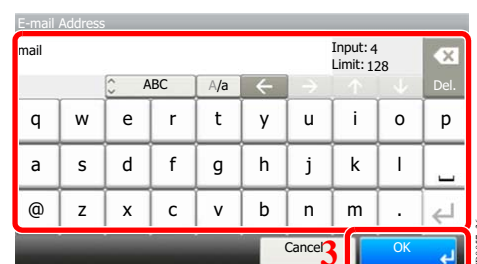 E-mail Address
mail
Input: 4
Limit: 128
ABC A/a ← → ↑ ↓ Del.
q w e r t y u i o p
a s d f g h j k l
@ z x c v b n m .
Cancel 3 OK